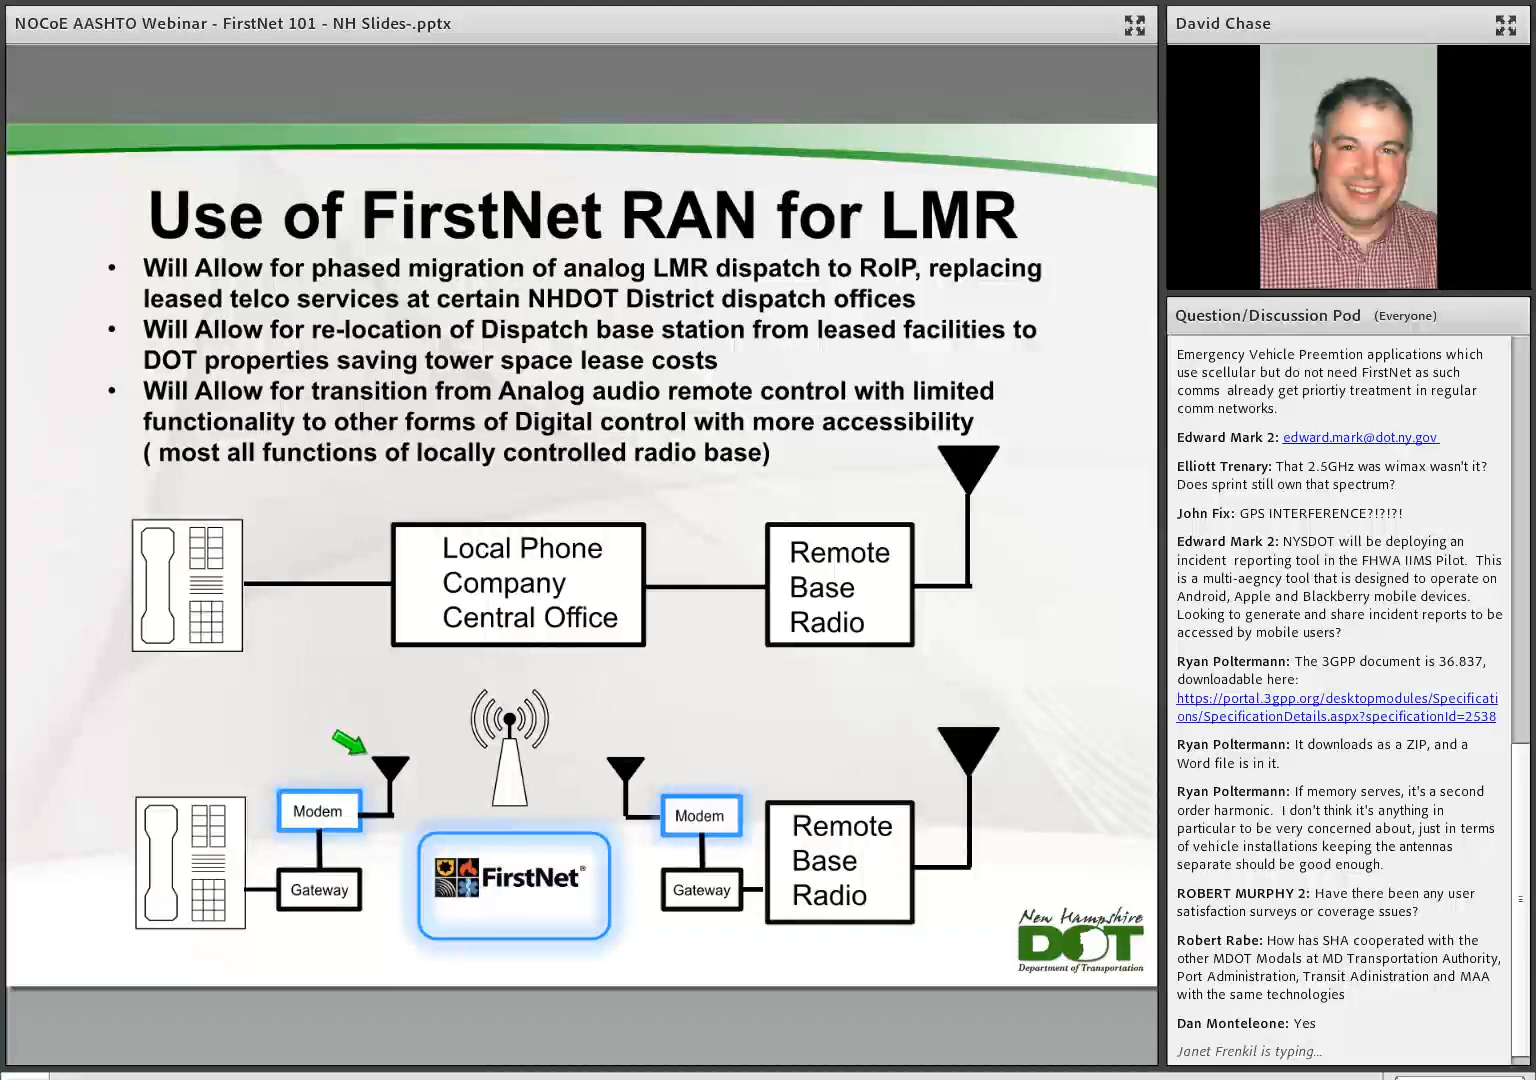 NOCoE AASHTO Webinar - FirstNet 101 - NH Slides-.pptx
Use of FirstNet RAN for LMR
• Will Allow for phased migration of analog LMR dispatch to RoIP, replacing
leased telco services at certain NHDOT District dispatch offices
• Will Allow for re-location of Dispatch base station from leased facilities to
DOT properties saving tower space lease costs
• Will Allow for transition from Analog audio remote control with limited
functionality to other forms of Digital control with more accessibility
( most all functions of locally controlled radio base)
Local Phone
Company
Central Office
Remote
Base
Radio
Modem
Gateway
FirstNet®
Modem
Gateway
Remote
Base
Radio
New Hampshire
DOT
Department of Transportation
David Chase
Question/Discussion Pod (Everyone)
Emergency Vehicle Preemtion applications which
use scellular but do not need FirstNet as such
comms already get priortiy treatment in regular
comm networks.
Edward Mark 2: edward.mark@dot.ny.gov
Elliott Trenary: That 2.5GHz was wimax wasn't it?
Does sprint still own that spectrum?
John Fix: GPS INTERFERENCE?!?!?!
Edward Mark 2: NYSDOT will be deploying an
incident reporting tool in the FHWA IIMS Pilot. This
is a multi-aegncy tool that is designed to operate on
Android, Apple and Blackberry mobile devices.
Looking to generate and share incident reports to be
accessed by mobile users?
Ryan Poltermann: The 3GPP document is 36.837,
downloadable here:
https://portal.3gpp.org/desktopmodules/Specificati
ons/SpecificationDetails.aspx?specificationId=2538
Ryan Poltermann: It downloads as a ZIP, and a
Word file is in it.
Ryan Poltermann: If memory serves, it's a second
order harmonic. I don't think it's anything in
particular to be very concerned about, just in terms
of vehicle installations keeping the antennas
separate should be good enough.
ROBERT MURPHY 2: Have there been any user
satisfaction surveys or coverage ssues?
Robert Rabe: How has SHA cooperated with the
other MDOT Modals at MD Transportation Authority,
Port Administration, Transit Adinistration and MAA
with the same technologies
Dan Monteleone: Yes
Janet Frenkil is typing...